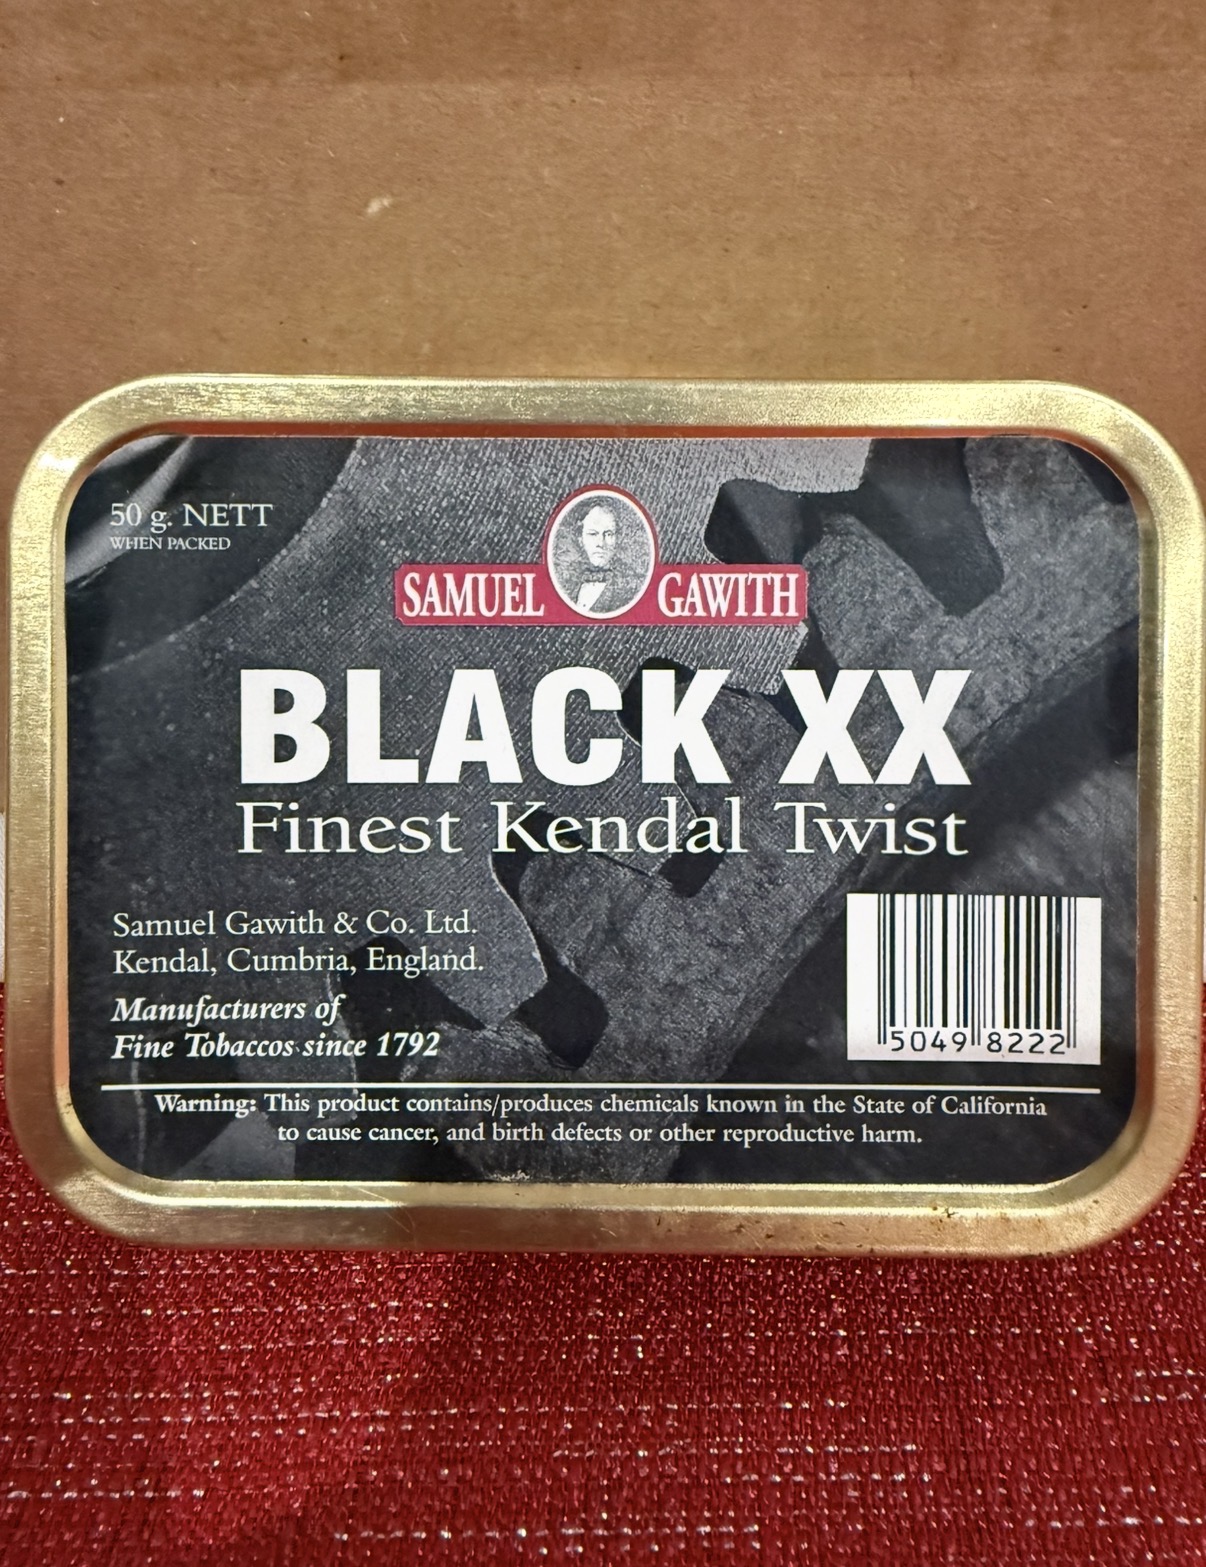 50 g. NETT
WHEN PACKED
SAMUEL GAWITH
BLACK XX
Finest Kendal Twist
Samuel Gawith & Co. Ltd.
Kendal, Cumbria, England.
Manufacturers of
Fine Tobaccos since 1792
5049 8222
Warning: This product contains/produces chemicals known in the State of California
to cause cancer, and birth defects or other reproductive harm.